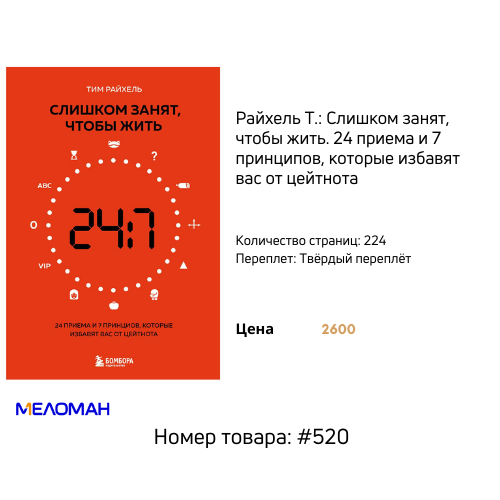 ТИМ РАЙХЕЛЬ
СЛИШКОМ ЗАНЯТ,
ЧТОБЫ ЖИТЬ
?
ABC
24:7
VIP
24 ПРИЕМА И 7 ПРИНЦИПОВ, КОТОРЫЕ
ИЗБАВЯТ ВАС ОТ ЦЕЙТНОТА
БОМБОРА
Райхель Т.: Слишком занят,
чтобы жить. 24 приема и 7
принципов, которые избавят
вас от цейтнота
Количество страниц: 224
Переплет: Твёрдый переплёт
Цена 2600
МЕЛОМАН
Номер товара: #520